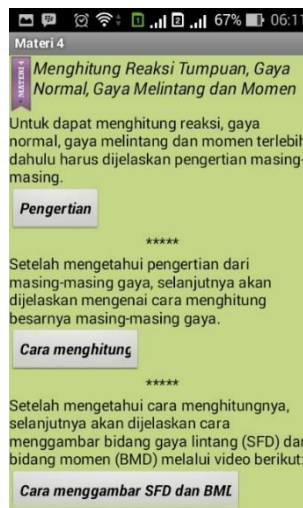 67% 06:11
Materi 4
MATERI 4
Menghitung Reaksi Tumpuan, Gaya
Normal, Gaya Melintang dan Momen
Untuk dapat menghitung reaksi, gaya
normal, gaya melintang dan momen terlebih
dahulu harus dijelaskan pengertian masing-
masing.
Pengertian
*****
Setelah mengetahui pengertian dari
masing-masing gaya, selanjutnya akan
dijelaskan mengenai cara menghitung
besarnya masing-masing gaya.
Cara menghitung
*****
Setelah mengetahui cara menghitungnya,
selanjutnya akan dijelaskan cara
menggambar bidang gaya lintang (SFD) dan
bidang momen (BMD) melalui video berikut:
Cara menggambar SFD dan BML